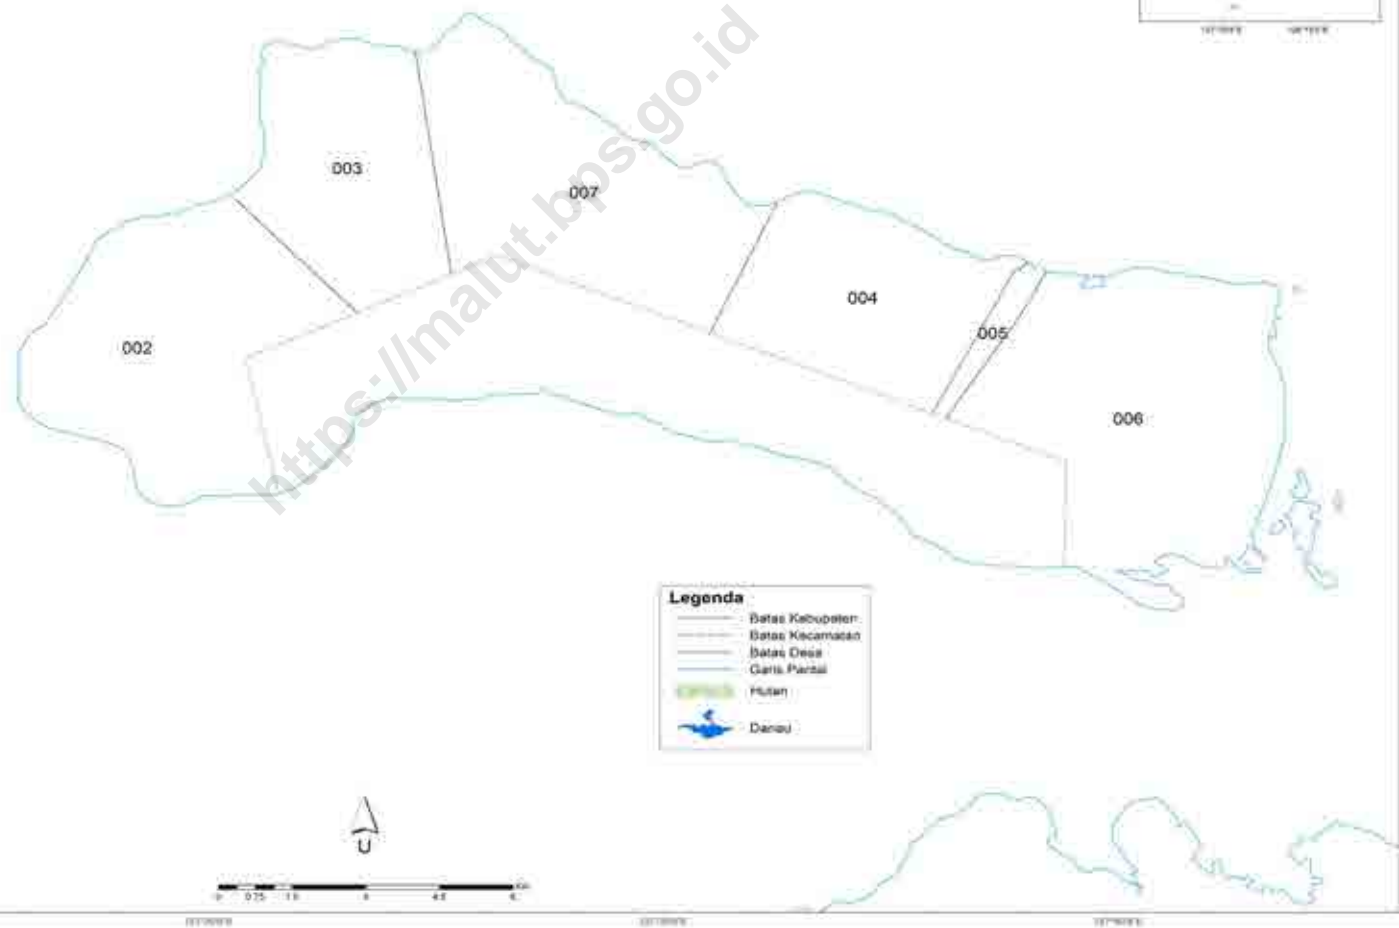 003
007
004
005
002
006
https://malut.bps.go.id
Legenda
Batas Kabupaten
Batas Kecamatan
Batas Desa
Garis Pantai
Hutan
Danau
U